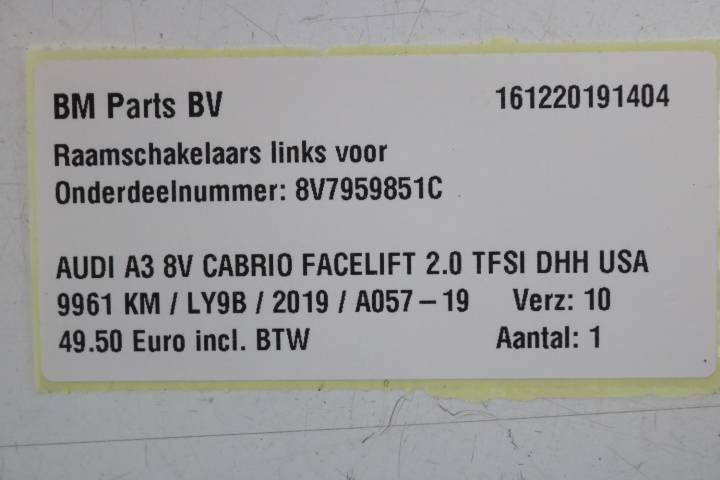 BM Parts BV 161220191404
Raamschakelaars links voor
Onderdeelnummer: 8V7959851C
AUDI A3 8V CABRIO FACELIFT 2.0 TFSI DHH USA
9961 KM / LY9B / 2019 / A057-19 Verz: 10
49.50 Euro incl. BTW Aantal: 1